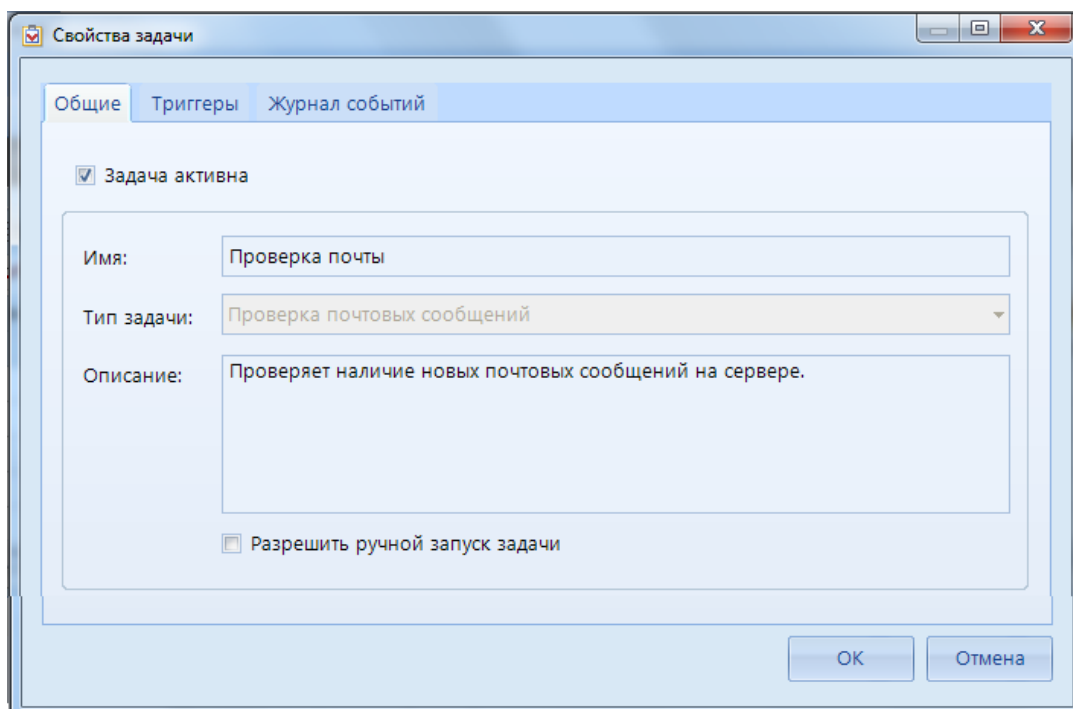 Свойства задачи
Общие Триггеры Журнал событий
Задача активна
Имя: Проверка почты
Тип задачи: Проверка почтовых сообщений
Описание: Проверяет наличие новых почтовых сообщений на сервере.
Разрешить ручной запуск задачи
ОК Отмена